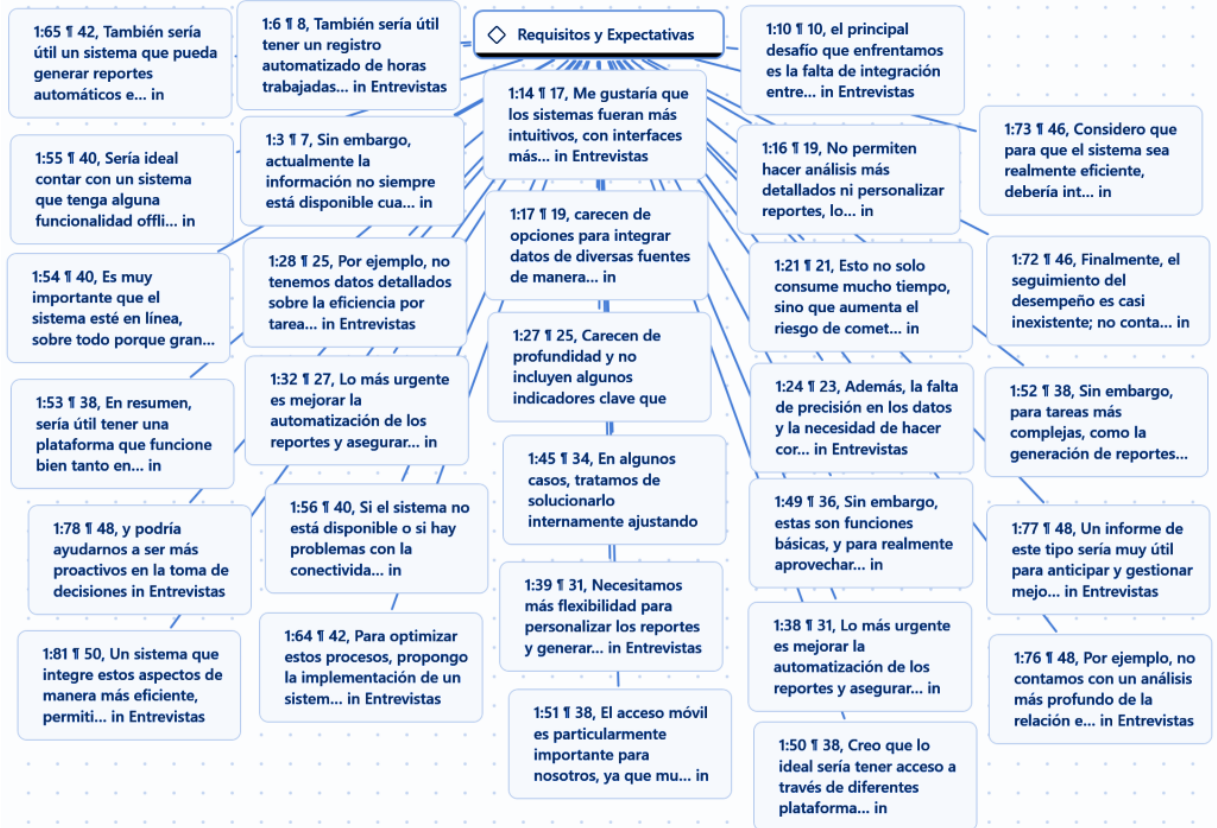 Requisitos y Expectativas
1:65 ¶ 42, También sería
útil un sistema que pueda
generar reportes
automáticos e... in
1:6 ¶ 8, También sería útil
tener un registro
automatizado de horas
trabajadas... in Entrevistas
1:14 ¶ 17, Me gustaría que
los sistemas fueran más
intuitivos, con interfaces
más... in Entrevistas
1:10 ¶ 10, el principal
desafío que enfrentamos
es la falta de integración
entre... in Entrevistas
1:73 ¶ 46, Considero que
para que el sistema sea
realmente eficiente,
debería int... in
1:55 ¶ 40, Sería ideal
contar con un sistema
que tenga alguna
funcionalidad offli... in
1:3 ¶ 7, Sin embargo,
actualmente la
información no siempre
está disponible cua... in
1:17 ¶ 19, carecen de
opciones para integrar
datos de diversas fuentes
de manera... in
1:16 ¶ 19, No permiten
hacer análisis más
detallados ni personalizar
reportes, lo... in
1:72 ¶ 46, Finalmente, el
seguimiento del
desempeño es casi
inexistente; no conta... in
1:54 ¶ 40, Es muy
importante que el
sistema esté en línea,
sobre todo porque gran...
1:28 ¶ 25, Por ejemplo, no
tenemos datos detallados
sobre la eficiencia por
tarea... in Entrevistas
1:27 ¶ 25, Carecen de
profundidad y no
incluyen algunos
indicadores clave que
1:21 ¶ 21, Esto no solo
consume mucho tiempo,
sino que aumenta el
riesgo de comet... in
1:52 ¶ 38, Sin embargo,
para tareas más
complejas, como la
generación de reportes...
1:53 ¶ 38, En resumen,
sería útil tener una
plataforma que funcione
bien tanto en... in
1:32 ¶ 27, Lo más urgente
es mejorar la
automatización de los
reportes y asegurar... in
1:45 ¶ 34, En algunos
casos, tratamos de
solucionarlo
internamente ajustando
1:24 ¶ 23, Además, la falta
de precisión en los datos
y la necesidad de hacer
cor... in Entrevistas
1:77 ¶ 48, Un informe de
este tipo sería muy útil
para anticipar y gestionar
mejo... in Entrevistas
1:78 ¶ 48, y podría
ayudarnos a ser más
proactivos en la toma de
decisiones in Entrevistas
1:56 ¶ 40, Si el sistema no
está disponible o si hay
problemas con la
conectivida... in
1:39 ¶ 31, Necesitamos
más flexibilidad para
personalizar los reportes
y generar... in Entrevistas
1:49 ¶ 36, Sin embargo,
estas son funciones
básicas, y para realmente
aprovechar... in
1:76 ¶ 48, Por ejemplo, no
contamos con un análisis
más profundo de la
relación e... in Entrevistas
1:81 ¶ 50, Un sistema que
integre estos aspectos de
manera más eficiente,
permiti... in Entrevistas
1:64 ¶ 42, Para optimizar
estos procesos, propongo
la implementación de un
sistem... in Entrevistas
1:51 ¶ 38, El acceso móvil
es particularmente
importante para
nosotros, ya que mu... in
1:38 ¶ 31, Lo más urgente
es mejorar la
automatización de los
reportes y asegurar... in
1:50 ¶ 38, Creo que lo
ideal sería tener acceso a
través de diferentes
plataforma... in